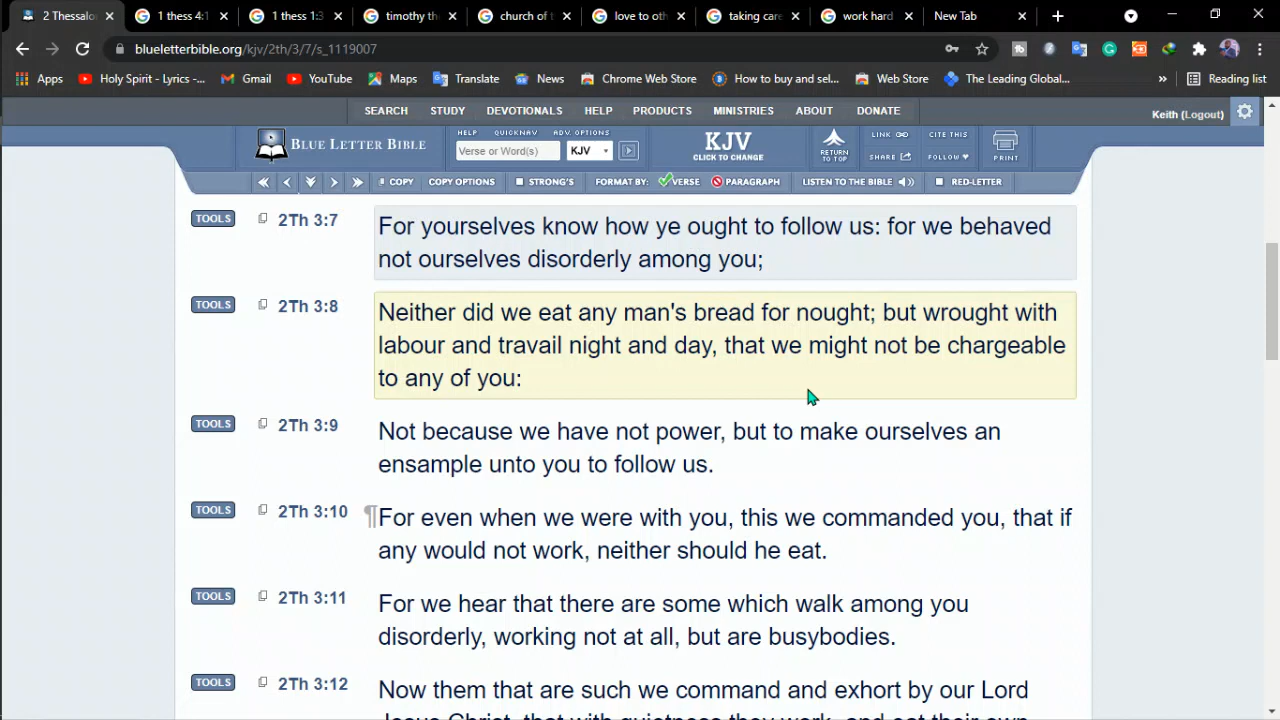 2 Thessalo
1 thess 4:1
1 thess 1:3
timothy the
church of t
love to oth
taking care
work hard
New Tab
blueletterbible.org/kjv/2th/3/7/s_1119007
Apps
Holy Spirit - Lyrics -...
Gmail
YouTube
Maps
Translate
News
Chrome Web Store
How to buy and sel...
Web Store
The Leading Global...
»
Reading list
SEARCH STUDY DEVOTIONALS HELP PRODUCTS MINISTRIES ABOUT DONATE
Keith (Logout)
BLUE LETTER BIBLE
HELP QUICKNAV ADV. OPTIONS
Verse or Word(s)
KJV
KJV
CLICK TO CHANGE
RETURN
TO TOP
LINK
SHARE
CITE THIS
FOLLOW
PRINT
COPY COPY OPTIONS STRONG'S FORMAT BY: VERSE PARAGRAPH LISTEN TO THE BIBLE RED-LETTER
TOOLS 2Th 3:7 For yourselves know how ye ought to follow us: for we behaved
not ourselves disorderly among you;
TOOLS 2Th 3:8 Neither did we eat any man's bread for nought; but wrought with
labour and travail night and day, that we might not be chargeable
to any of you:
TOOLS 2Th 3:9 Not because we have not power, but to make ourselves an
ensample unto you to follow us.
TOOLS 2Th 3:10 ¶For even when we were with you, this we commanded you, that if
any would not work, neither should he eat.
TOOLS 2Th 3:11 For we hear that there are some which walk among you
disorderly, working not at all, but are busybodies.
TOOLS 2Th 3:12 Now them that are such we command and exhort by our Lord
Jesus Christ, that with quietness they work, and eat their own